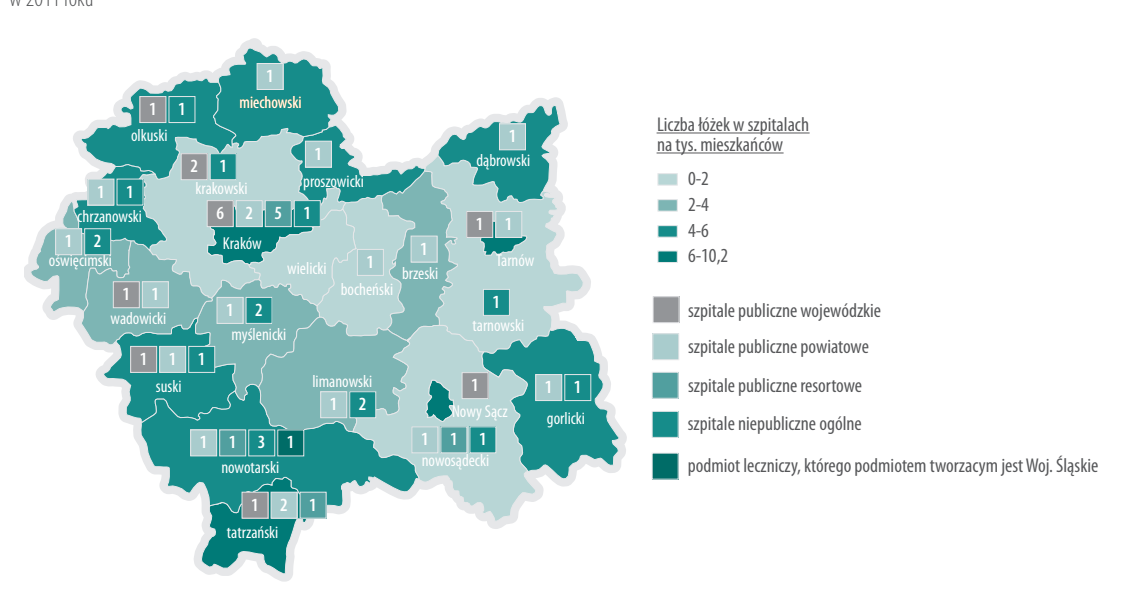 w 2011 roku
1
miechowski
1 1
olkuski
1
dąbrowski
1
proszowicki
2 1
krakowski
1 1
chrzanowski
6 2 5 1
Kraków
1 1
Tarnów
1 2
oświęcimski
wielicki
1
bocheński
1
brzeski
1 1
wadowicki
1 2
myślenicki
1
tarnowski
1 1 1
suski
limanowski
1 2
1
Nowy Sącz
1 1
gorlicki
1 1 3 1
nowotarski
1 1 1
nowosądecki
1 2 1
tatrzański
Liczba łóżek w szpitalach
na tys. mieszkańców
0-2
2-4
4-6
6-10,2
szpitale publiczne wojewódzkie
szpitale publiczne powiatowe
szpitale publiczne resortowe
szpitale niepubliczne ogólne
podmiot leczniczy, którego podmiotem tworzacym jest Woj. Śląskie